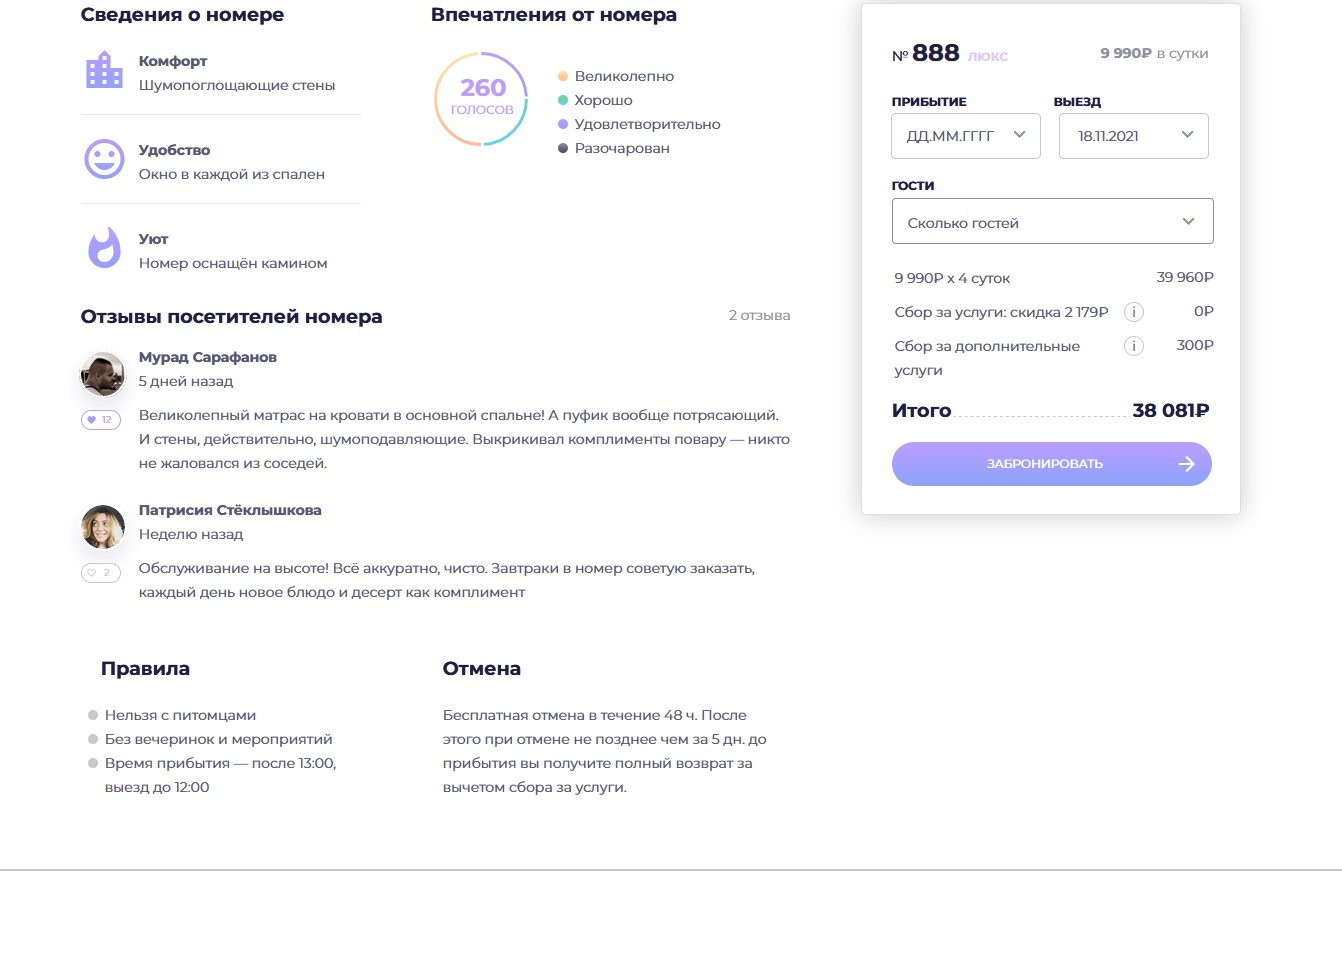 Сведения о номере
Комфорт
Шумопоглощающие стены
Удобство
Окно в каждой из спален
Уют
Номер оснащён камином
Впечатления от номера
260
ГОЛОСОВ
Великолепно
Хорошо
Удовлетворительно
Разочарован
Отзывы посетителей номера
2 отзыва
Мурад Сарафанов
5 дней назад
12
Великолепный матрас на кровати в основной спальне! А пуфик вообще потрясающий.
И стены, действительно, шумоподавляющие. Выкрикивал комплименты повару — никто
не жаловался из соседей.
Патрисия Стёклышкова
Неделю назад
2
Обслуживание на высоте! Всё аккуратно, чисто. Завтраки в номер советую заказать,
каждый день новое блюдо и десерт как комплимент
Правила
Нельзя с питомцами
Без вечеринок и мероприятий
Время прибытия — после 13:00,
выезд до 12:00
Отмена
Бесплатная отмена в течение 48 ч. После
этого при отмене не позднее чем за 5 дн. до
прибытия вы получите полный возврат за
вычетом сбора за услуги.
№ 888 ЛЮКС
9 990₽ в сутки
ПРИБЫТИЕ
ВЫЕЗД
ДД.ММ.ГГГГ
18.11.2021
ГОСТИ
Сколько гостей
9 990₽ х 4 суток
39 960₽
Сбор за услуги: скидка 2 179₽
i
0₽
Сбор за дополнительные
услуги
i
300₽
Итого
38 081₽
ЗАБРОНИРОВАТЬ